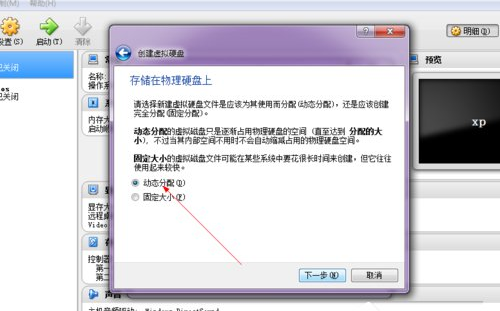 帮助(H)
设置(S)
启动(T)
清除
明细(D)
已关闭
已关闭
预览
xp
名称:
操作系
内存大
启动顺
显存大
远程桌
Video
控制器
第一
第二
声音
主机音频驱动: Windows DirectSound
创建虚拟硬盘
存储在物理硬盘上
请选择新建虚拟硬盘文件是应该为其使用而分配(动态分配),还是应该创建
完全分配(固定分配)。
动态分配的虚拟磁盘只是逐渐占用物理硬盘的空间(直至达到 分配的大
小),不过当其内部空间不用时不会自动缩减占用的物理硬盘空间。
固定大小的虚拟磁盘文件可能在某些系统中要花很长时间来创建,但它往往
使用起来较快。
动态分配(D)
固定大小(F)
下一步(N)
取消